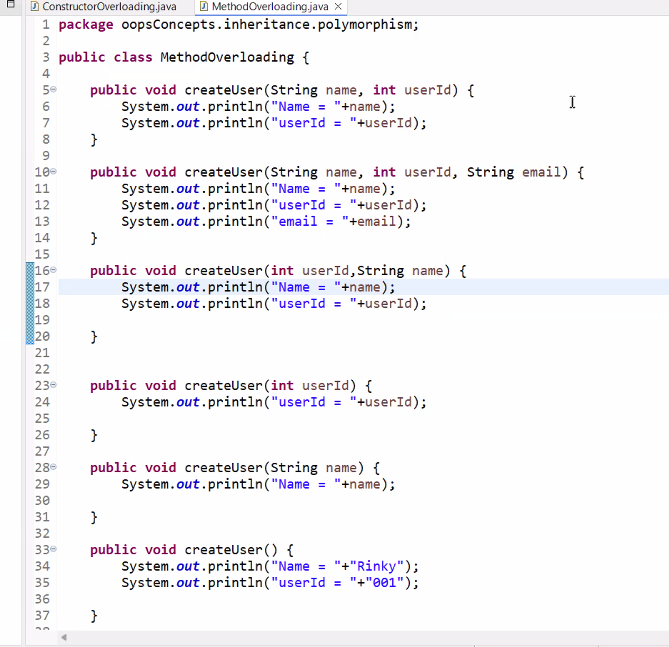 ConstructorOverloading.java MethodOverloading.java
1 package oopsConcepts.inheritance.polymorphism;
2
3 public class MethodOverloading {
4
5 public void createUser(String name, int userId) {
6 System.out.println("Name = "+name);
7 System.out.println("userId = "+userId);
8 }
9
10 public void createUser(String name, int userId, String email) {
11 System.out.println("Name = "+name);
12 System.out.println("userId = "+userId);
13 System.out.println("email = "+email);
14 }
15
16 public void createUser(int userId,String name) {
17 System.out.println("Name = "+name);
18 System.out.println("userId = "+userId);
19
20 }
21
22
23 public void createUser(int userId) {
24 System.out.println("userId = "+userId);
25
26 }
27
28 public void createUser(String name) {
29 System.out.println("Name = "+name);
30
31 }
32
33 public void createUser() {
34 System.out.println("Name = "+"Rinky");
35 System.out.println("userId = "+"001");
36
37 }